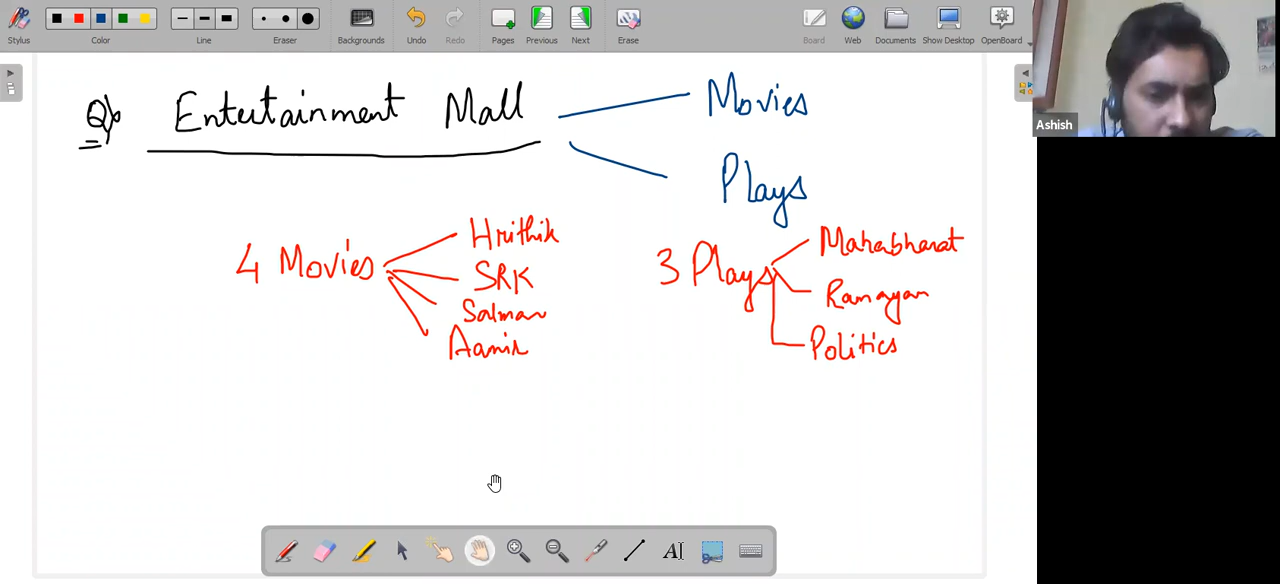 Stylus
Color
Line
Eraser
Backgrounds
Undo
Redo
Pages
Previous
Next
Erase
Board
Web
Documents
Show Desktop
OpenBoard
Ashish
Q) Entertainment Mall
Movies
Plays
4 Movies
Hrithik
SRK
Salman
Aamir
3 Plays
Mahabharat
Ramayan
Politics
AI